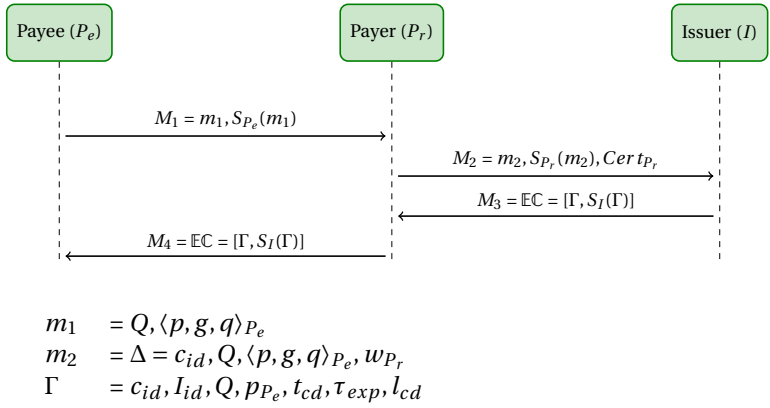 Payee (P_e) Payer (P_r) Issuer (I)
M_1 = m_1, S_{P_e}(m_1)
M_2 = m_2, S_{P_r}(m_2), Cert_{P_r}
M_3 = 𝔼ℂ = [Γ, S_I(Γ)]
M_4 = 𝔼ℂ = [Γ, S_I(Γ)]
m_1 = Q, ⟨p, g, q⟩_{P_e}
m_2 = Δ = c_{id}, Q, ⟨p, g, q⟩_{P_e}, w_{P_r}
Γ = c_{id}, I_{id}, Q, p_{P_e}, t_{cd}, τ_{exp}, l_{cd}